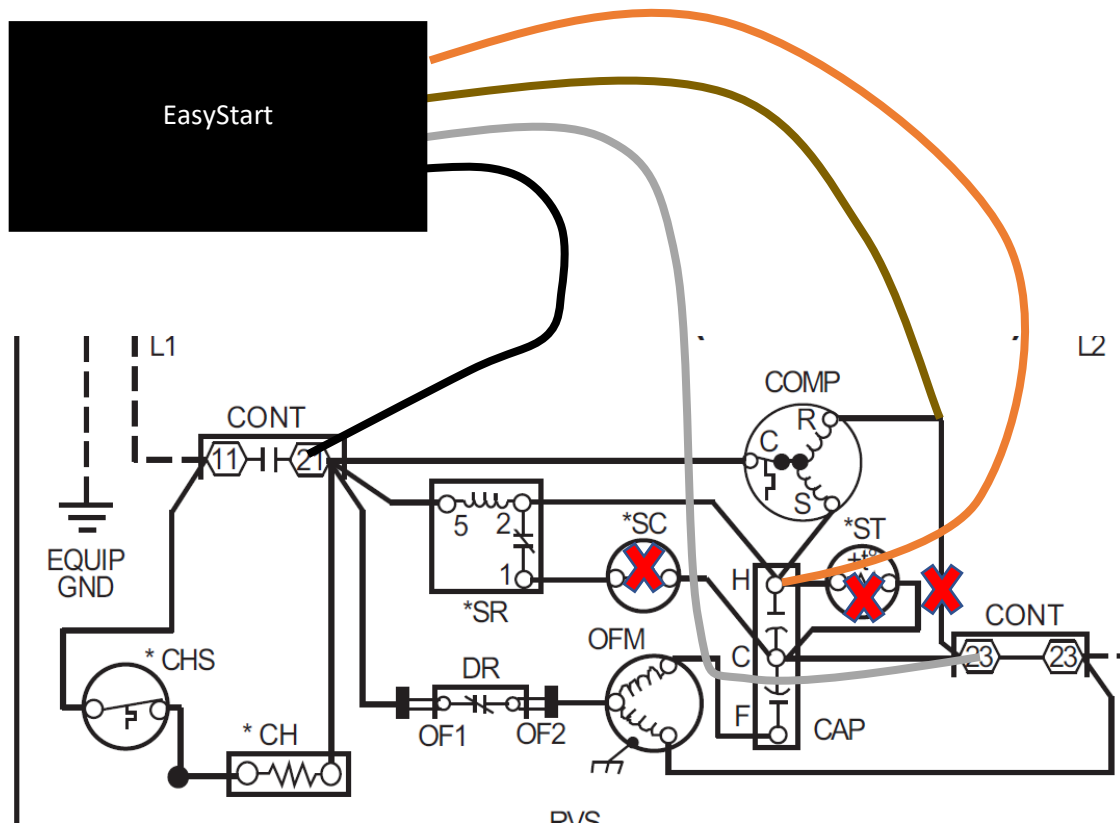 EasyStart
L1
L2
COMP
CONT
R
C
11
21
S
*SC
*ST
5
2
+t°
EQUIP
GND
1
H
*SR
CONT
OFM
* CHS
C
23
23
DR
F
CAP
OF1
OF2
* CH
RVS